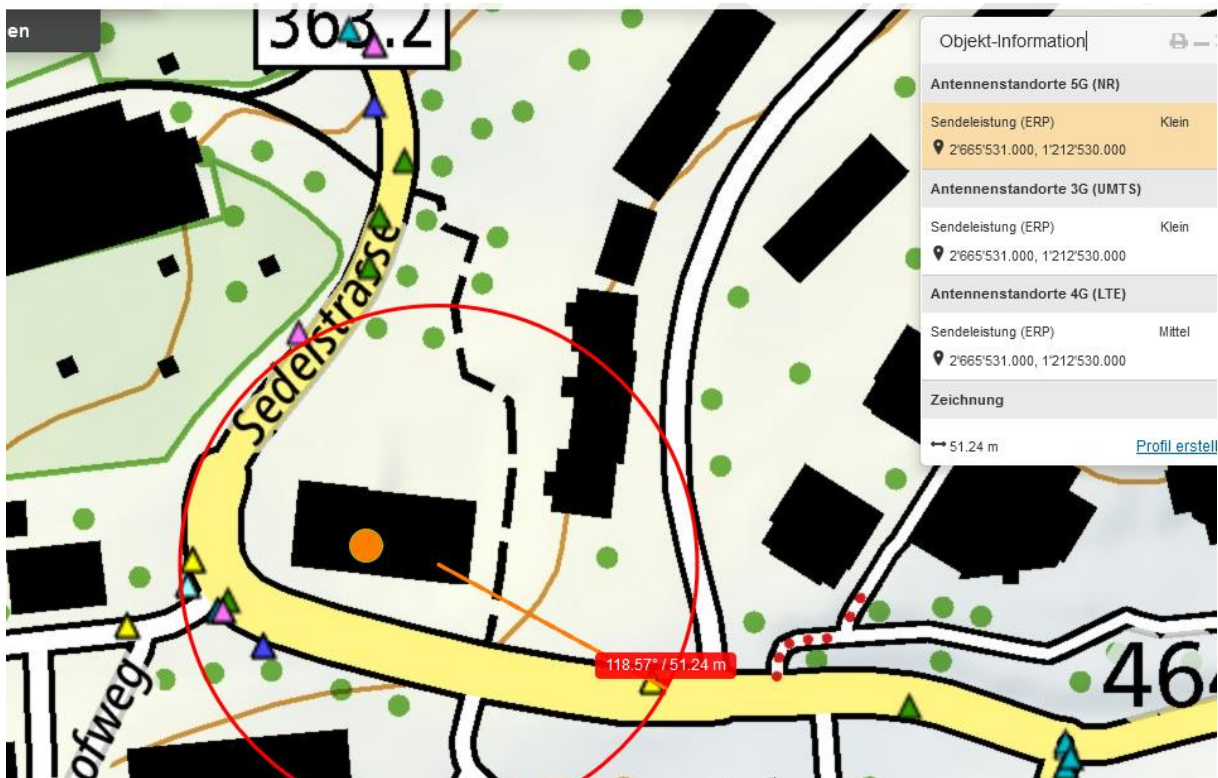 en
363.2
Objekt-Information
Antennenstandorte 5G (NR)
Sendeleistung (ERP) Klein
2'665'531.000, 1'212'530.000
Antennenstandorte 3G (UMTS)
Sendeleistung (ERP) Klein
2'665'531.000, 1'212'530.000
Antennenstandorte 4G (LTE)
Sendeleistung (ERP) Mittel
2'665'531.000, 1'212'530.000
Zeichnung
51.24 m Profil erstell
Sedelstrasse
118.57° / 51.24 m
ofweg
464